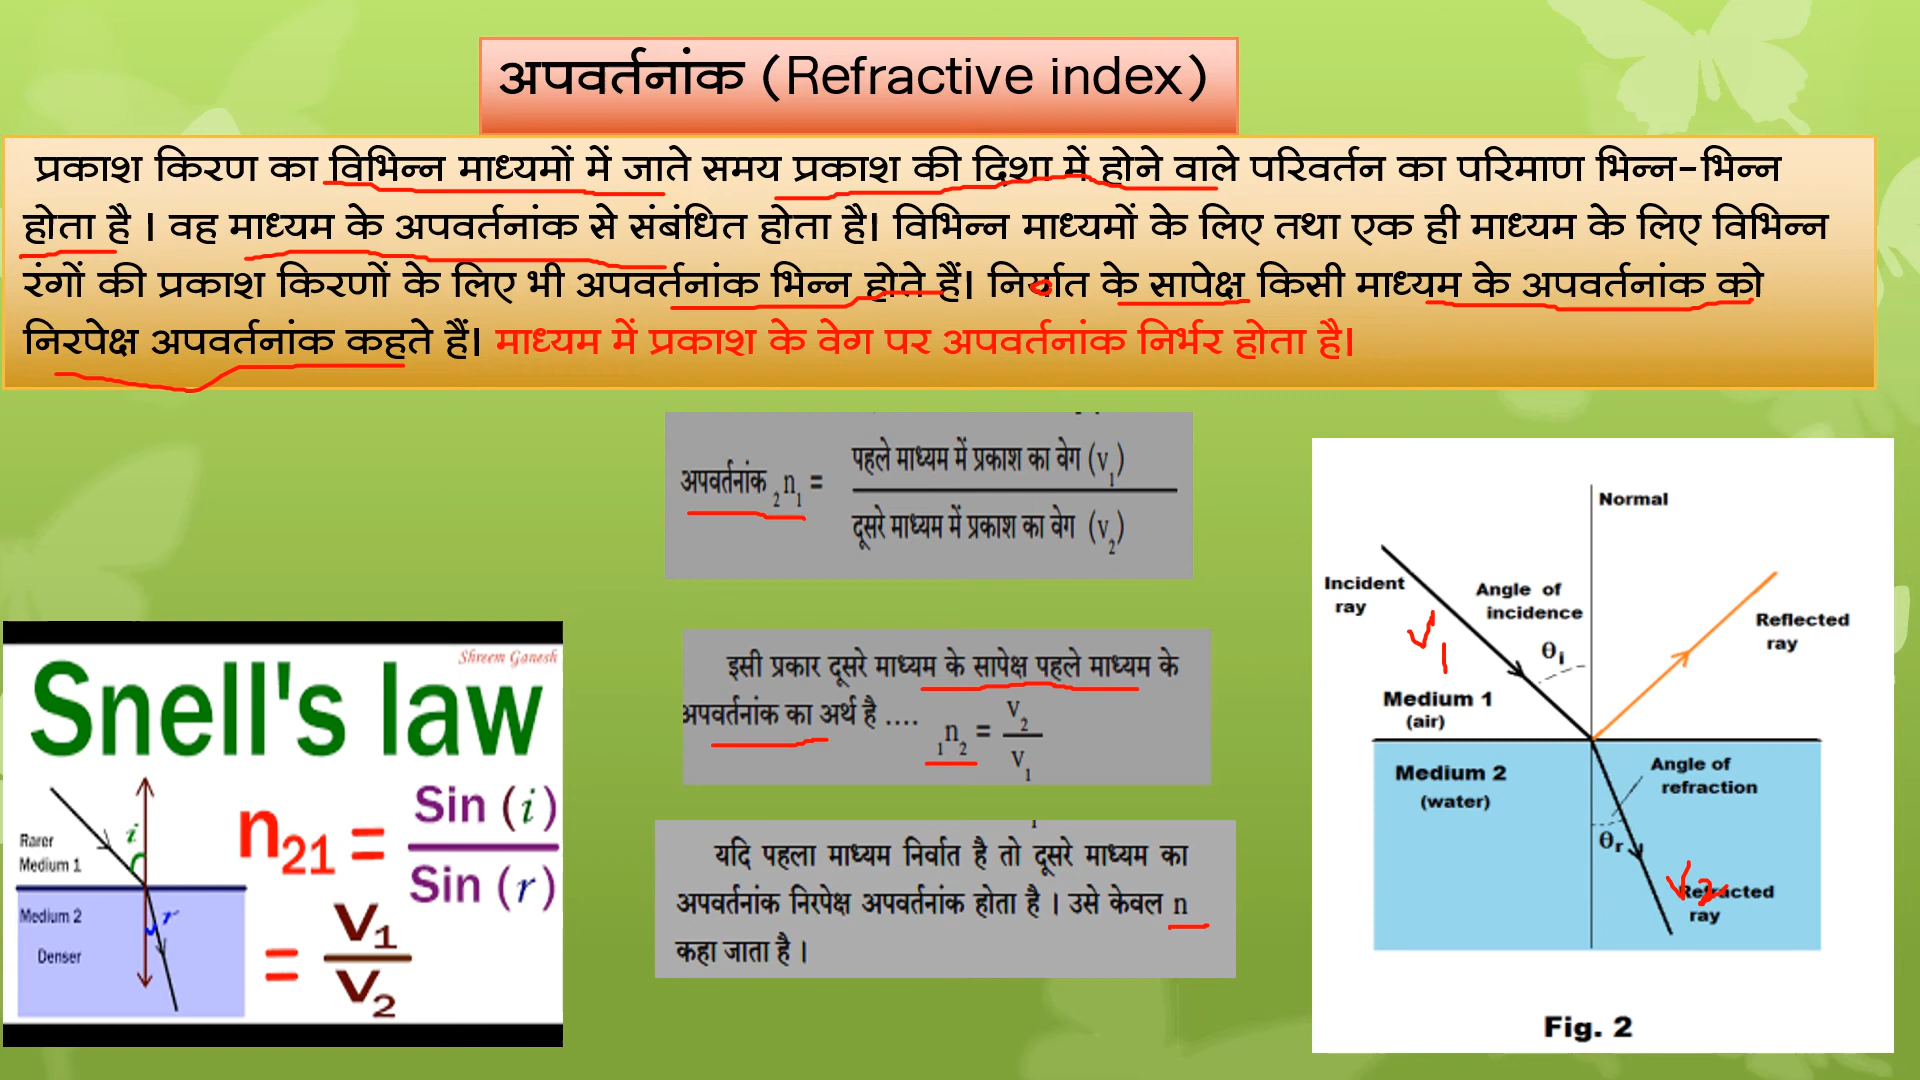 अपवर्तनांक (Refractive index)
प्रकाश किरण का विभिन्न माध्यमों में जाते समय प्रकाश की दिशा में होने वाले परिवर्तन का परिमाण भिन्न-भिन्न
होता है । वह माध्यम के अपवर्तनांक से संबंधित होता है। विभिन्न माध्यमों के लिए तथा एक ही माध्यम के लिए विभिन्न
रंगों की प्रकाश किरणों के लिए भी अपवर्तनांक भिन्न होते हैं। निर्यात के सापेक्ष किसी माध्यम के अपवर्तनांक को
निरपेक्ष अपवर्तनांक कहते हैं। माध्यम में प्रकाश के वेग पर अपवर्तनांक निर्भर होता है।
अपवर्तनांक ₂n₁ = पहले माध्यम में प्रकाश का वेग (v₁)
दूसरे माध्यम में प्रकाश का वेग (v₂)
इसी प्रकार दूसरे माध्यम के सापेक्ष पहले माध्यम के
अपवर्तनांक का अर्थ है .... ₁n₂ = v₂
v₁
यदि पहला माध्यम निर्वात है तो दूसरे माध्यम का
अपवर्तनांक निरपेक्ष अपवर्तनांक होता है । उसे केवल n
कहा जाता है ।
Shreem Ganesh
Snell's law
n₂₁ = Sin (i)
Sin (r)
= v₁
v₂
i
Rarer
Medium 1
Medium 2
r
Denser
Normal
Incident
ray
Angle of
incidence
θi
V1
Reflected
ray
Medium 1
(air)
Medium 2
(water)
Angle of
refraction
θr
V2
Refracted
ray
Fig. 2